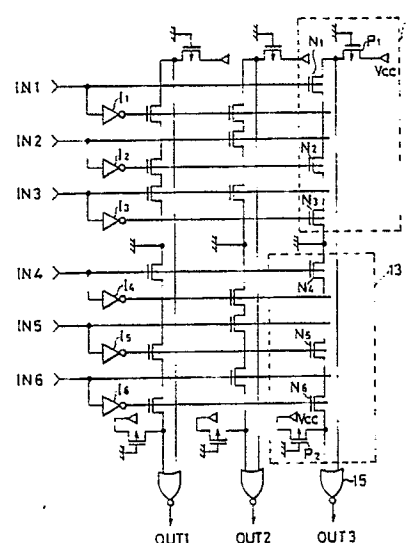 N1 P1
Vcc
IN1
I1
IN2
N2
I2
IN3
N3
I3
IN4
N4
13
I4
IN5
N5
I5
IN6
N6
I6
Vcc
P2
15
OUT1 OUT2 OUT3